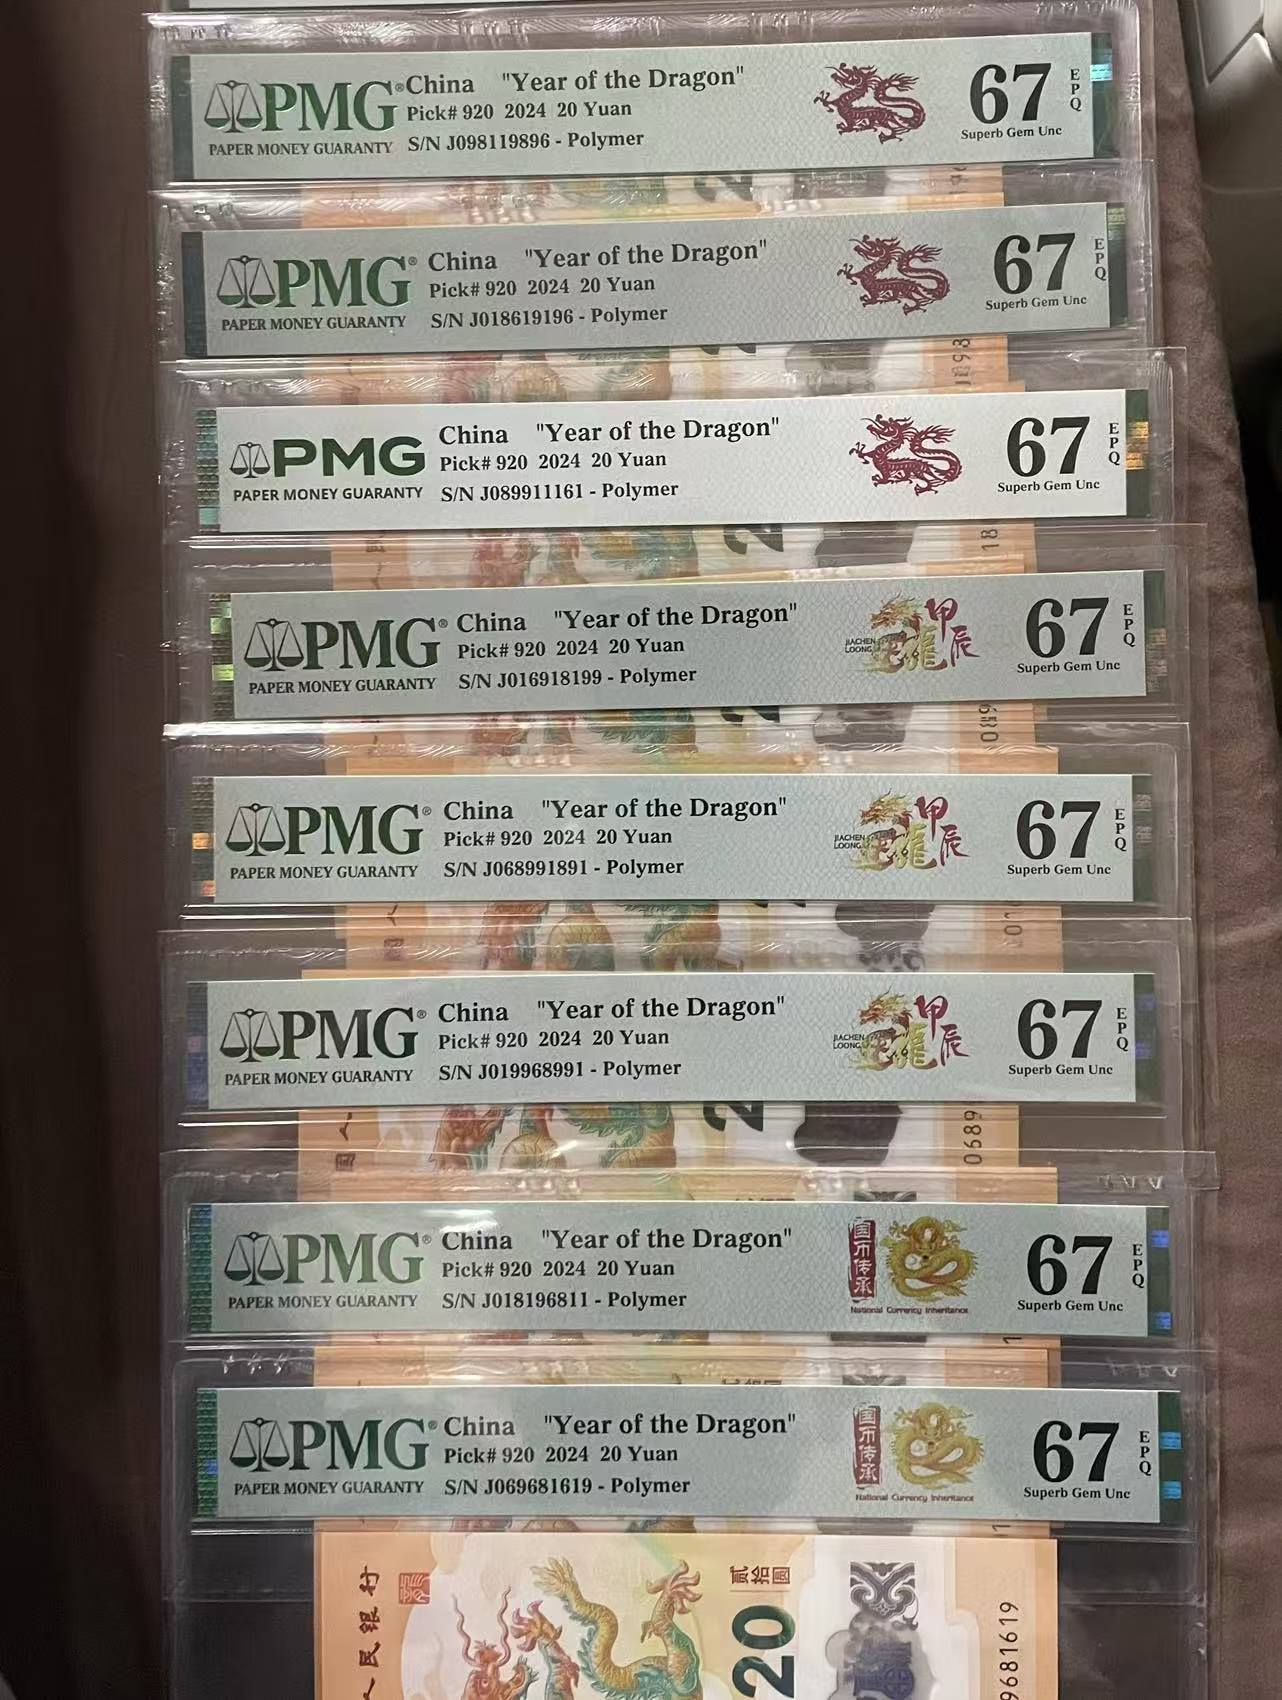 PMG®
PAPER MONEY GUARANTY
China "Year of the Dragon"
Pick# 920 2024 20 Yuan
S/N J098119896 - Polymer
67
EPQ
Superb Gem Unc
PMG®
PAPER MONEY GUARANTY
China "Year of the Dragon"
Pick# 920 2024 20 Yuan
S/N J018619196 - Polymer
67
EPQ
Superb Gem Unc
PMG
PAPER MONEY GUARANTY
China "Year of the Dragon"
Pick# 920 2024 20 Yuan
S/N J089911161 - Polymer
67
EPQ
Superb Gem Unc
PMG®
PAPER MONEY GUARANTY
China "Year of the Dragon"
Pick# 920 2024 20 Yuan
S/N J016918199 - Polymer
JIACHEN
LOONG
龍
甲辰
67
EPQ
Superb Gem Unc
PMG®
PAPER MONEY GUARANTY
China "Year of the Dragon"
Pick# 920 2024 20 Yuan
S/N J068991891 - Polymer
JIACHEN
LOONG
龍
甲辰
67
EPQ
Superb Gem Unc
PMG®
PAPER MONEY GUARANTY
China "Year of the Dragon"
Pick# 920 2024 20 Yuan
S/N J019968991 - Polymer
JIACHEN
LOONG
龍
甲辰
67
EPQ
Superb Gem Unc
0689
PMG®
PAPER MONEY GUARANTY
China "Year of the Dragon"
Pick# 920 2024 20 Yuan
S/N J018196811 - Polymer
国币传承
National Currency Inheritance
67
EPQ
Superb Gem Unc
PMG®
PAPER MONEY GUARANTY
China "Year of the Dragon"
Pick# 920 2024 20 Yuan
S/N J069681619 - Polymer
国币传承
National Currency Inheritance
67
EPQ
Superb Gem Unc
民银行
贰拾圆
20
9681619